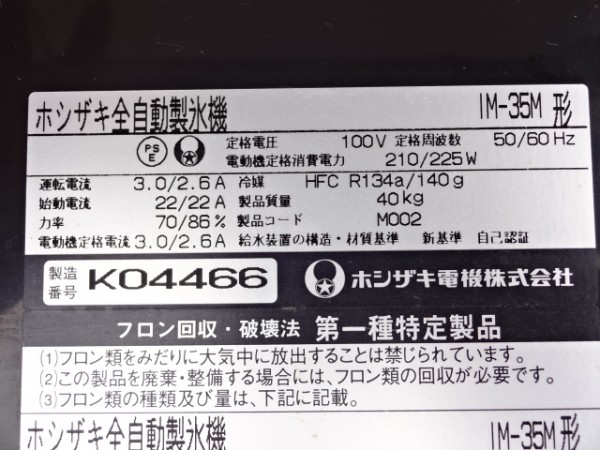 ホシザキ全自動製氷機 IM-35M 形
PS E 定格電圧 100V 定格周波数 50/60 Hz
電動機定格消費電力 210/225W
運転電流 3.0/2.6A 冷媒 HFC R134a/140g
始動電流 22/22A 製品質量 40kg
力率 70/86% 製品コード M002
電動機定格電流 3.0/2.6A 給水装置の構造・材質基準 新基準 自己認証
製造番号 K04466 ホシザキ電機株式会社
フロン回収・破壊法 第一種特定製品
(1)フロン類をみだりに大気中に放出することは禁じられています。
(2)この製品を廃棄・整備する場合には、フロン類の回収が必要です。
(3)フロン類の種類及び量は、下記に記載。
ホシザキ全自動製氷機 IM-35M 形